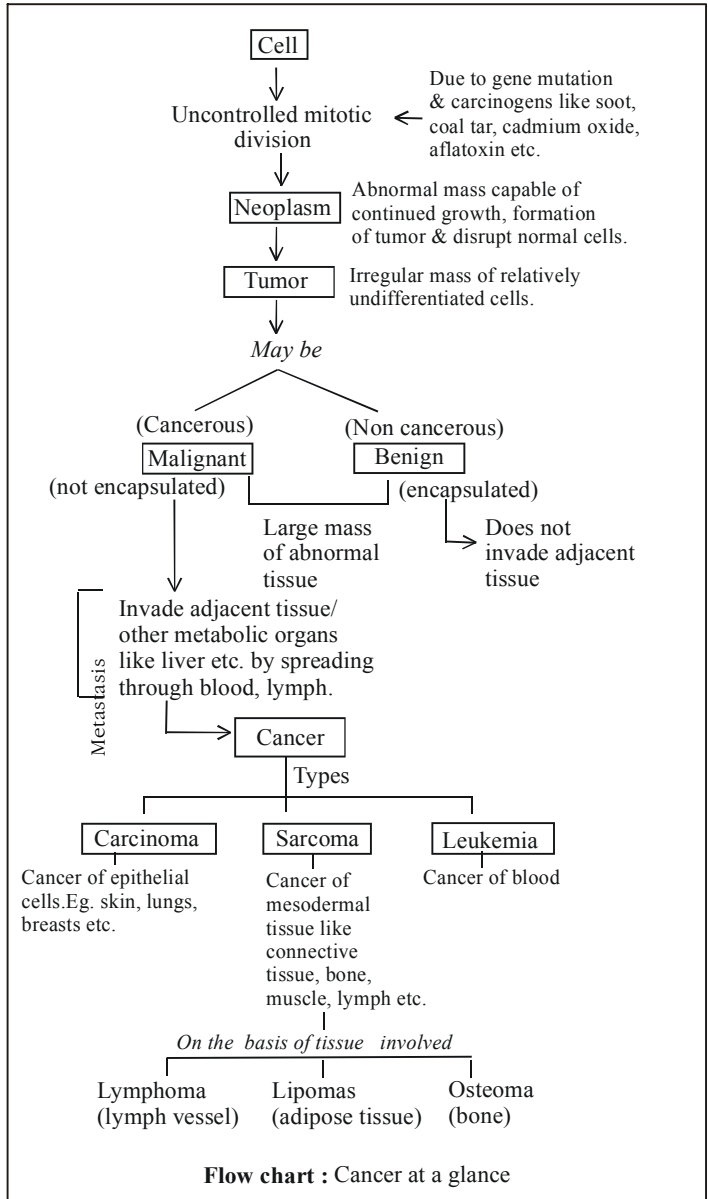 Cell
Uncontrolled mitotic
division
Due to gene mutation
& carcinogens like soot,
coal tar, cadmium oxide,
aflatoxin etc.
Neoplasm
Abnormal mass capable of
continued growth, formation
of tumor & disrupt normal cells.
Tumor
Irregular mass of relatively
undifferentiated cells.
May be
(Cancerous)
Malignant
(not encapsulated)
(Non cancerous)
Benign
(encapsulated)
Large mass
of abnormal
tissue
Does not
invade adjacent
tissue
Metastasis
Invade adjacent tissue/
other metabolic organs
like liver etc. by spreading
through blood, lymph.
Cancer
Types
Carcinoma
Cancer of epithelial
cells.Eg. skin, lungs,
breasts etc.
Sarcoma
Cancer of
mesodermal
tissue like
connective
tissue, bone,
muscle, lymph etc.
Leukemia
Cancer of blood
On the basis of tissue involved
Lymphoma
(lymph vessel)
Lipomas
(adipose tissue)
Osteoma
(bone)
Flow chart : Cancer at a glance